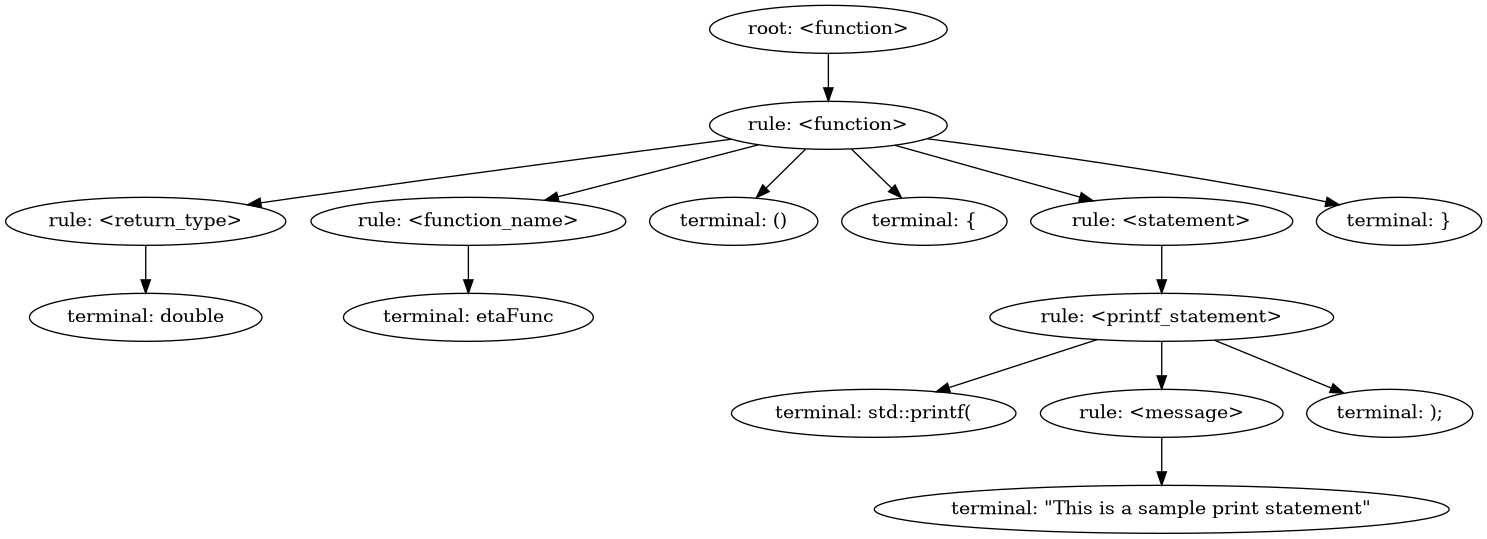 root: <function>
rule: <function>
rule: <return_type>
rule: <function_name>
terminal: ()
terminal: {
rule: <statement>
terminal: }
terminal: double
terminal: etaFunc
rule: <printf_statement>
terminal: std::printf(
rule: <message>
terminal: );
terminal: "This is a sample print statement"